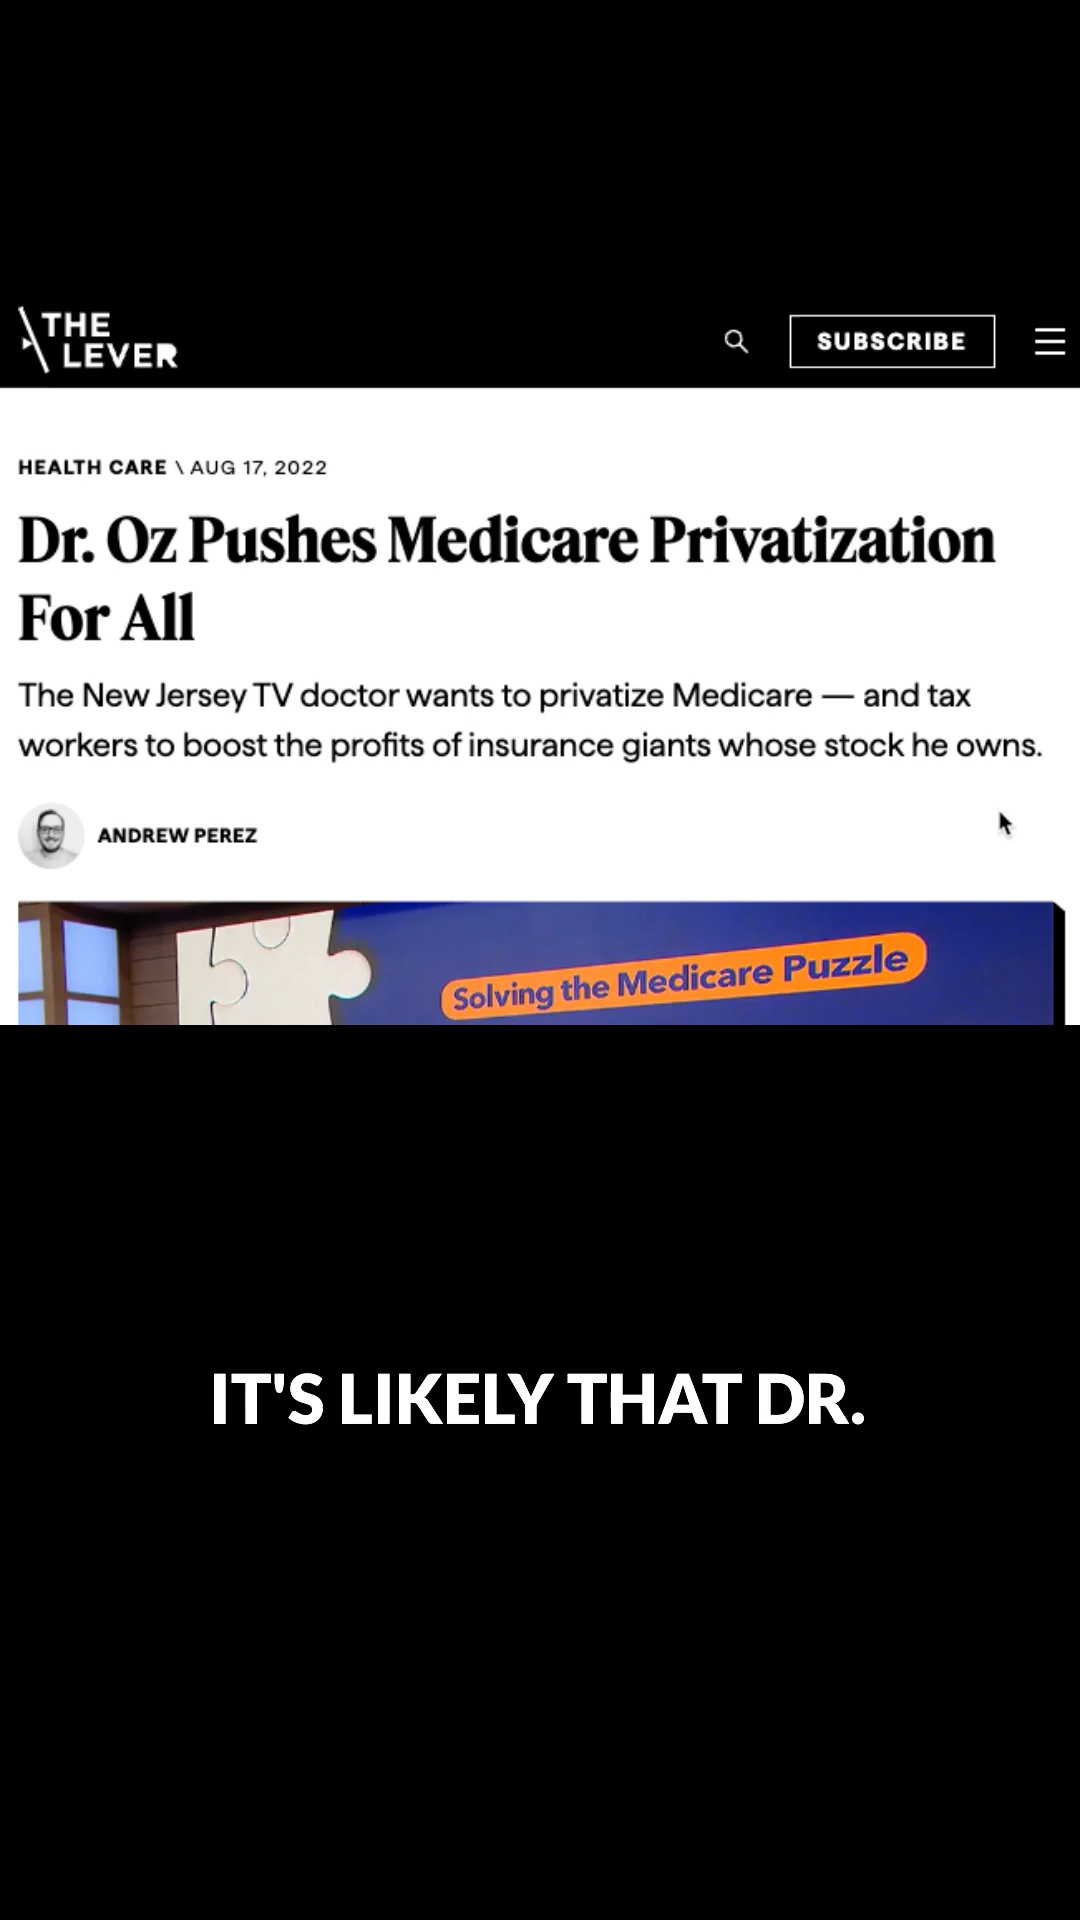 THE
LEVER
SUBSCRIBE
HEALTH CARE \ AUG 17, 2022
Dr. Oz Pushes Medicare Privatization
For All
The New Jersey TV doctor wants to privatize Medicare — and tax
workers to boost the profits of insurance giants whose stock he owns.
ANDREW PEREZ
Solving the Medicare Puzzle
IT'S LIKELY THAT DR.